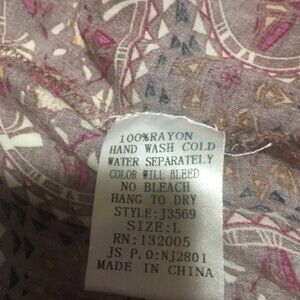 100%RAYON
HAND WASH COLD
WATER SEPARATELY
COLOR WILL BLEED
NO BLEACH
HANG TO DRY
STYLE:J3569
SIZE:L
RN:132005
JS P.O:NJ2801
MADE IN CHINA